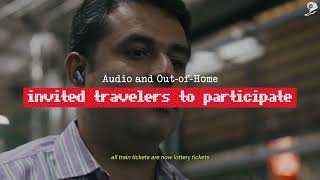 Audio and Out-of-Home
invited travelers to participate
all train tickets are now lottery tickets